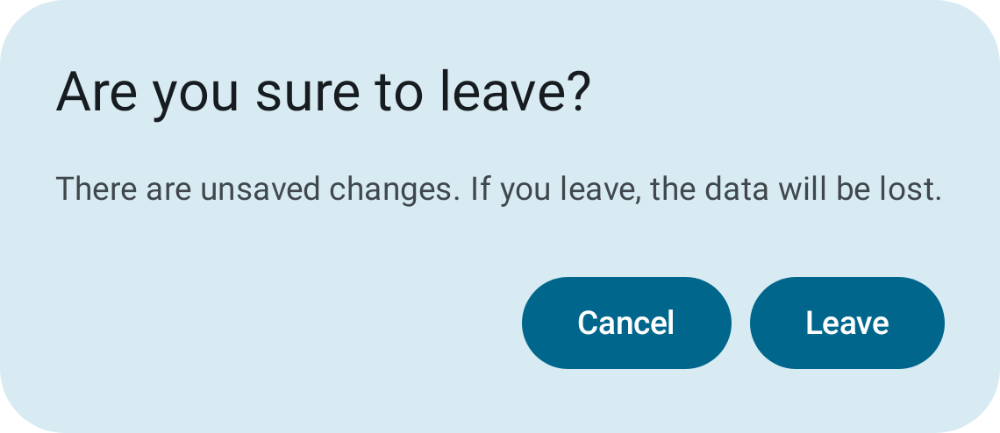 Are you sure to leave?
There are unsaved changes. If you leave, the data will be lost.
Cancel
Leave